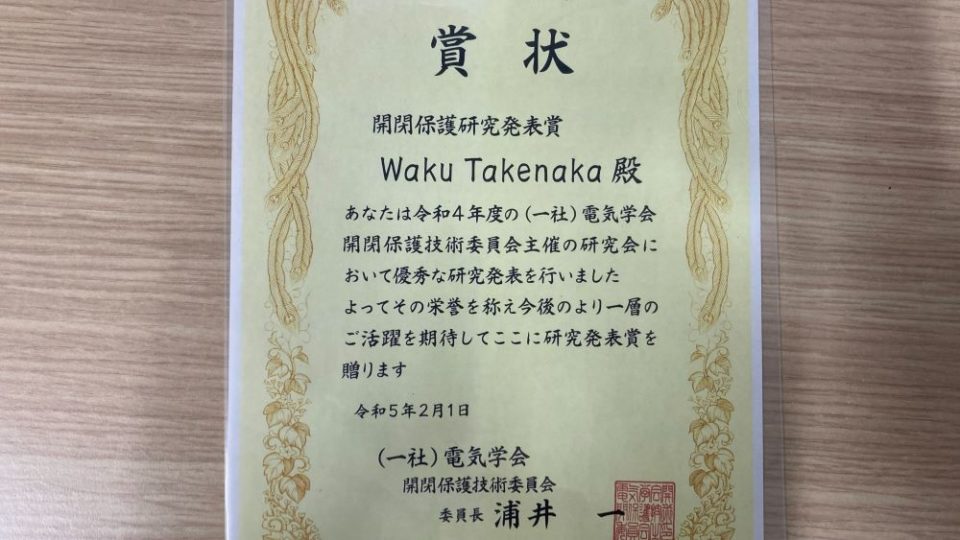 賞状
開閉保護研究発表賞
Waku Takenaka 殿
あなたは令和4年度の(一社)電気学会
開閉保護技術委員会主催の研究会に
おいて優秀な研究発表を行いました
よってその栄誉を称え今後のより一層の
ご活躍を期待してここに研究発表賞を
贈ります
令和5年2月1日
(一社)電気学会
開閉保護技術委員会
委員長 浦井 一